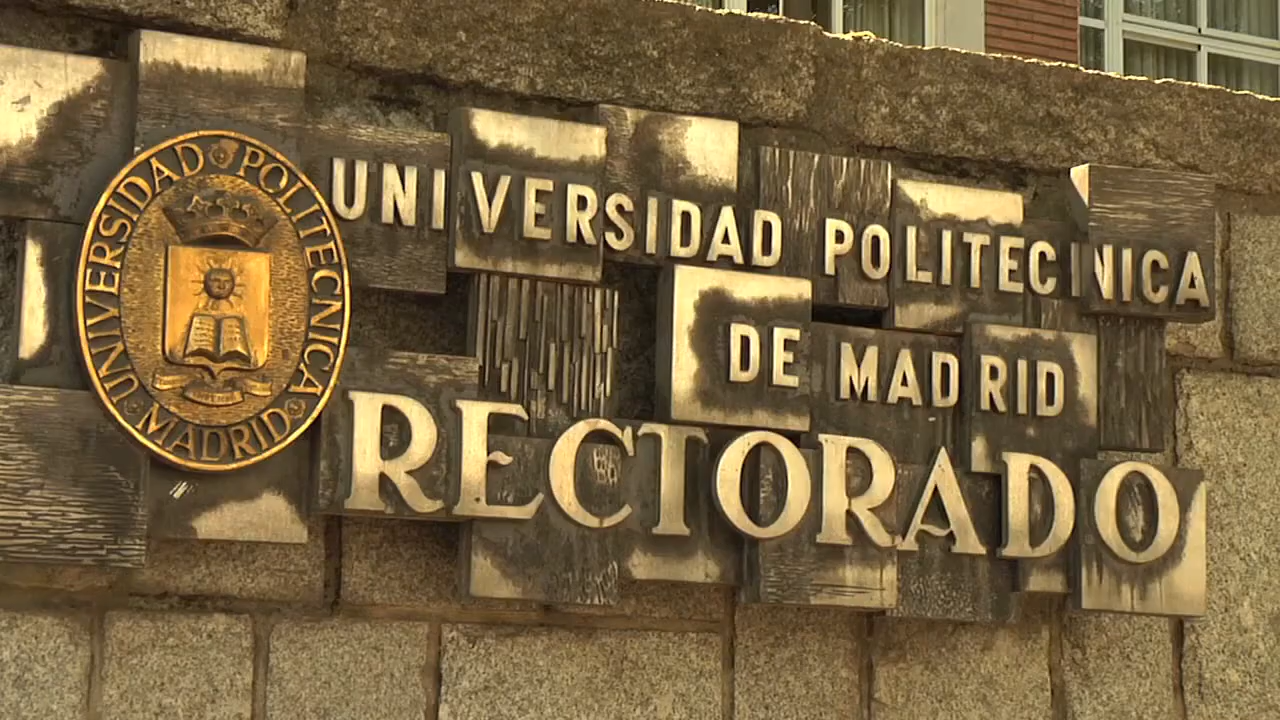 UNIVERSIDAD POLITECNICA
MADRID
UNIVERSIDAD POLITECNICA
DE MADRID
RECTORADO